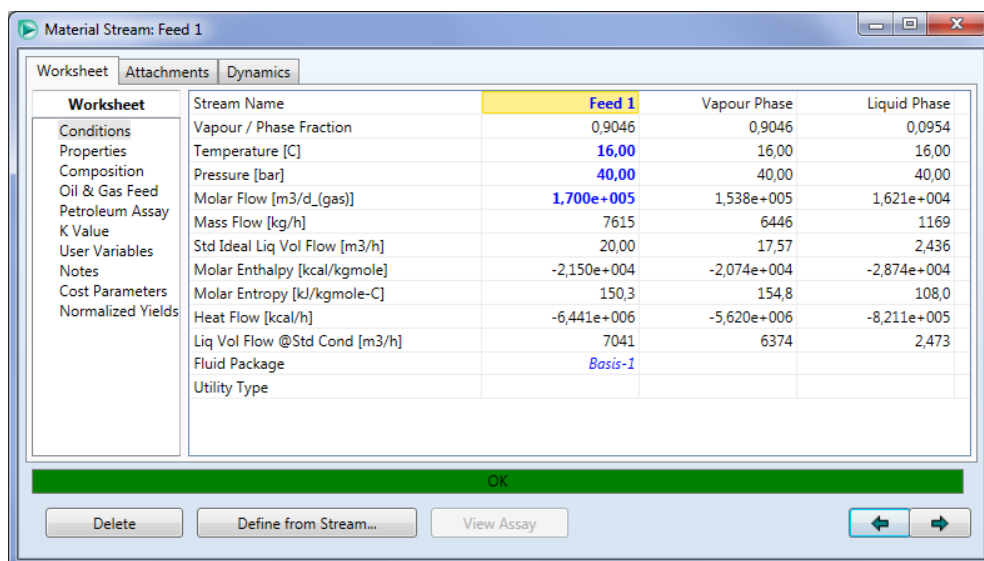 Material Stream: Feed 1
Worksheet Attachments Dynamics
Worksheet
Conditions
Properties
Composition
Oil & Gas Feed
Petroleum Assay
K Value
User Variables
Notes
Cost Parameters
Normalized Yields
Stream Name Feed 1 Vapour Phase Liquid Phase
Vapour / Phase Fraction 0,9046 0,9046 0,0954
Temperature [C] 16,00 16,00 16,00
Pressure [bar] 40,00 40,00 40,00
Molar Flow [m3/d_(gas)] 1,700e+005 1,538e+005 1,621e+004
Mass Flow [kg/h] 7615 6446 1169
Std Ideal Liq Vol Flow [m3/h] 20,00 17,57 2,436
Molar Enthalpy [kcal/kgmole] -2,150e+004 -2,074e+004 -2,874e+004
Molar Entropy [kJ/kgmole-C] 150,3 154,8 108,0
Heat Flow [kcal/h] -6,441e+006 -5,620e+006 -8,211e+005
Liq Vol Flow @Std Cond [m3/h] 7041 6374 2,473
Fluid Package Basis-1
Utility Type
OK
Delete Define from Stream... View Assay